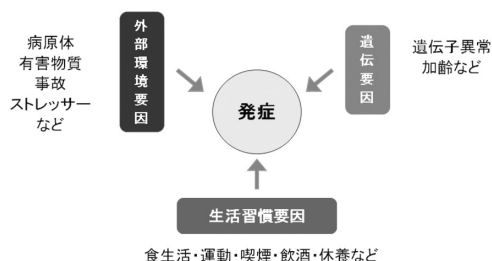 病原体
有害物質
事故
ストレッサー
など
外部環境要因
発症
遺伝要因
遺伝子異常
加齢など
生活習慣要因
食生活・運動・喫煙・飲酒・休養など